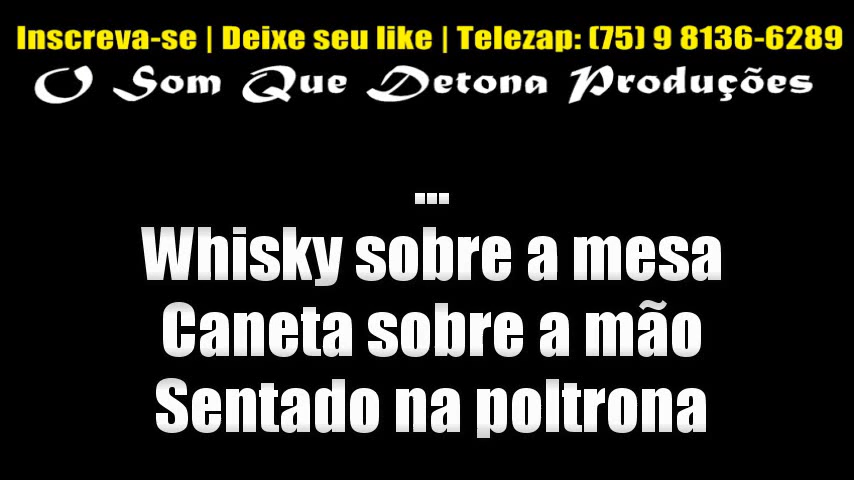 Inscreva-se | Deixe seu like | Telezap: (75) 9 8136-6289
O Som Que Detona Produções
...
Whisky sobre a mesa
Caneta sobre a mão
Sentado na poltrona